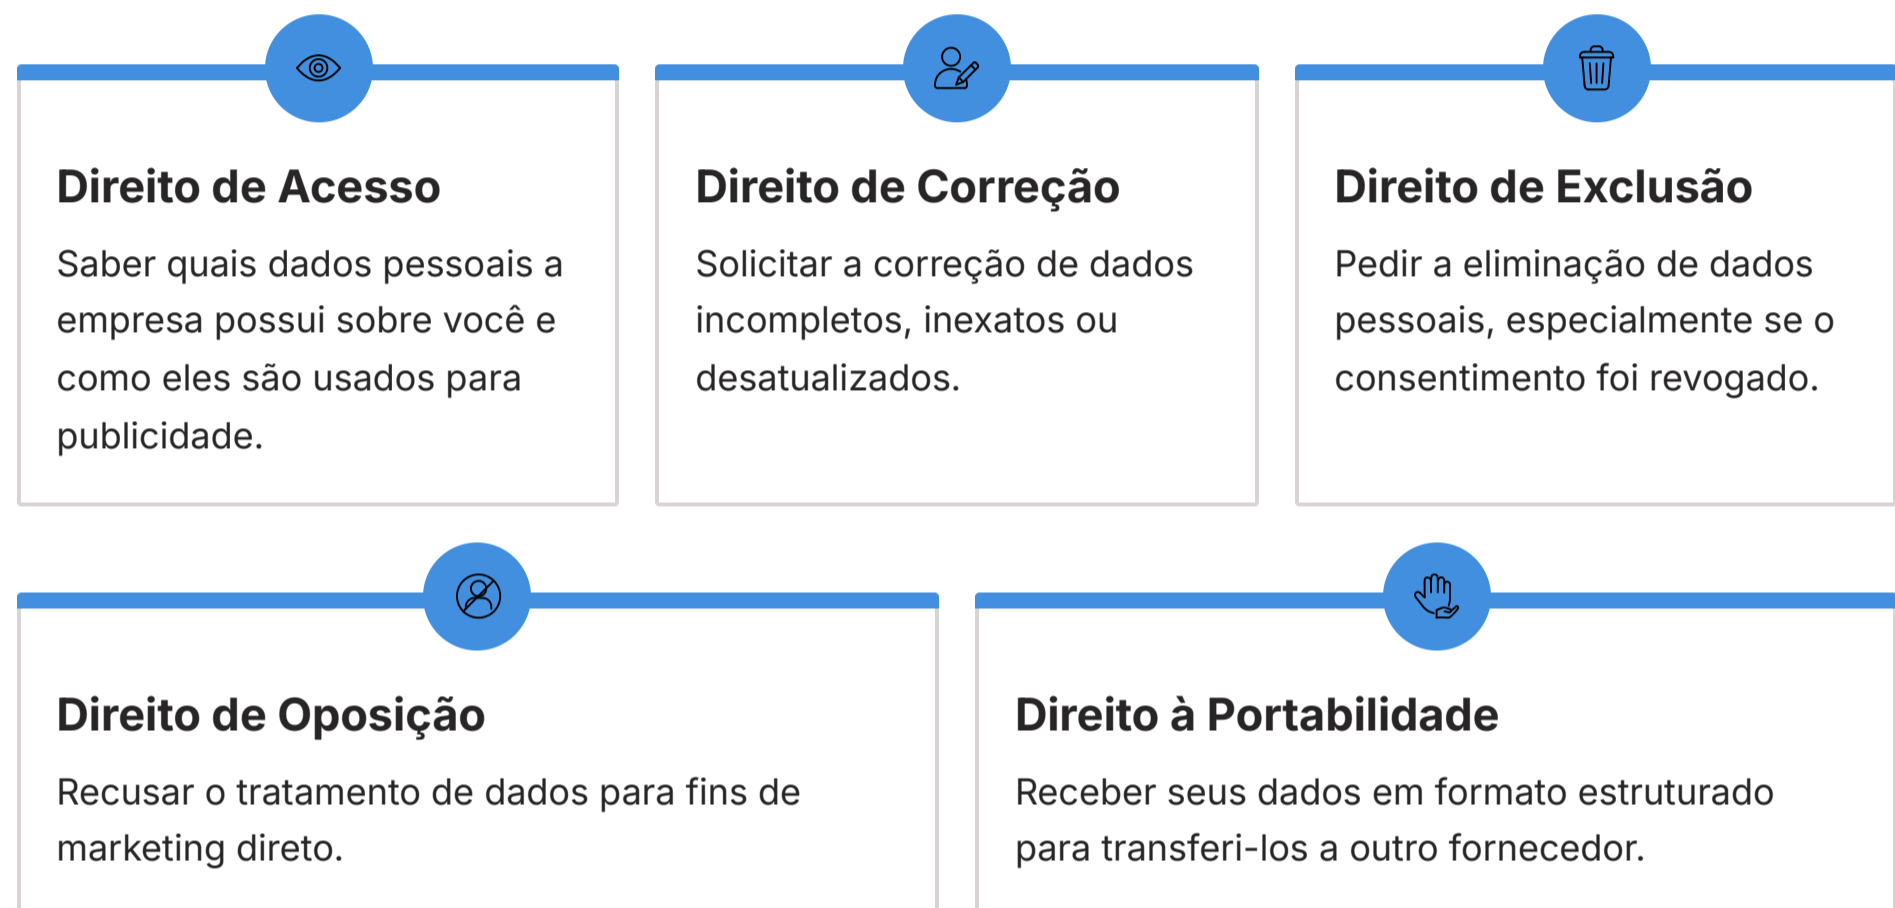 Direito de Acesso
Saber quais dados pessoais a
empresa possui sobre você e
como eles são usados para
publicidade.
Direito de Correção
Solicitar a correção de dados
incompletos, inexatos ou
desatualizados.
Direito de Exclusão
Pedir a eliminação de dados
pessoais, especialmente se o
consentimento foi revogado.
Direito de Oposição
Recusar o tratamento de dados para fins de
marketing direto.
Direito à Portabilidade
Receber seus dados em formato estruturado
para transferi-los a outro fornecedor.